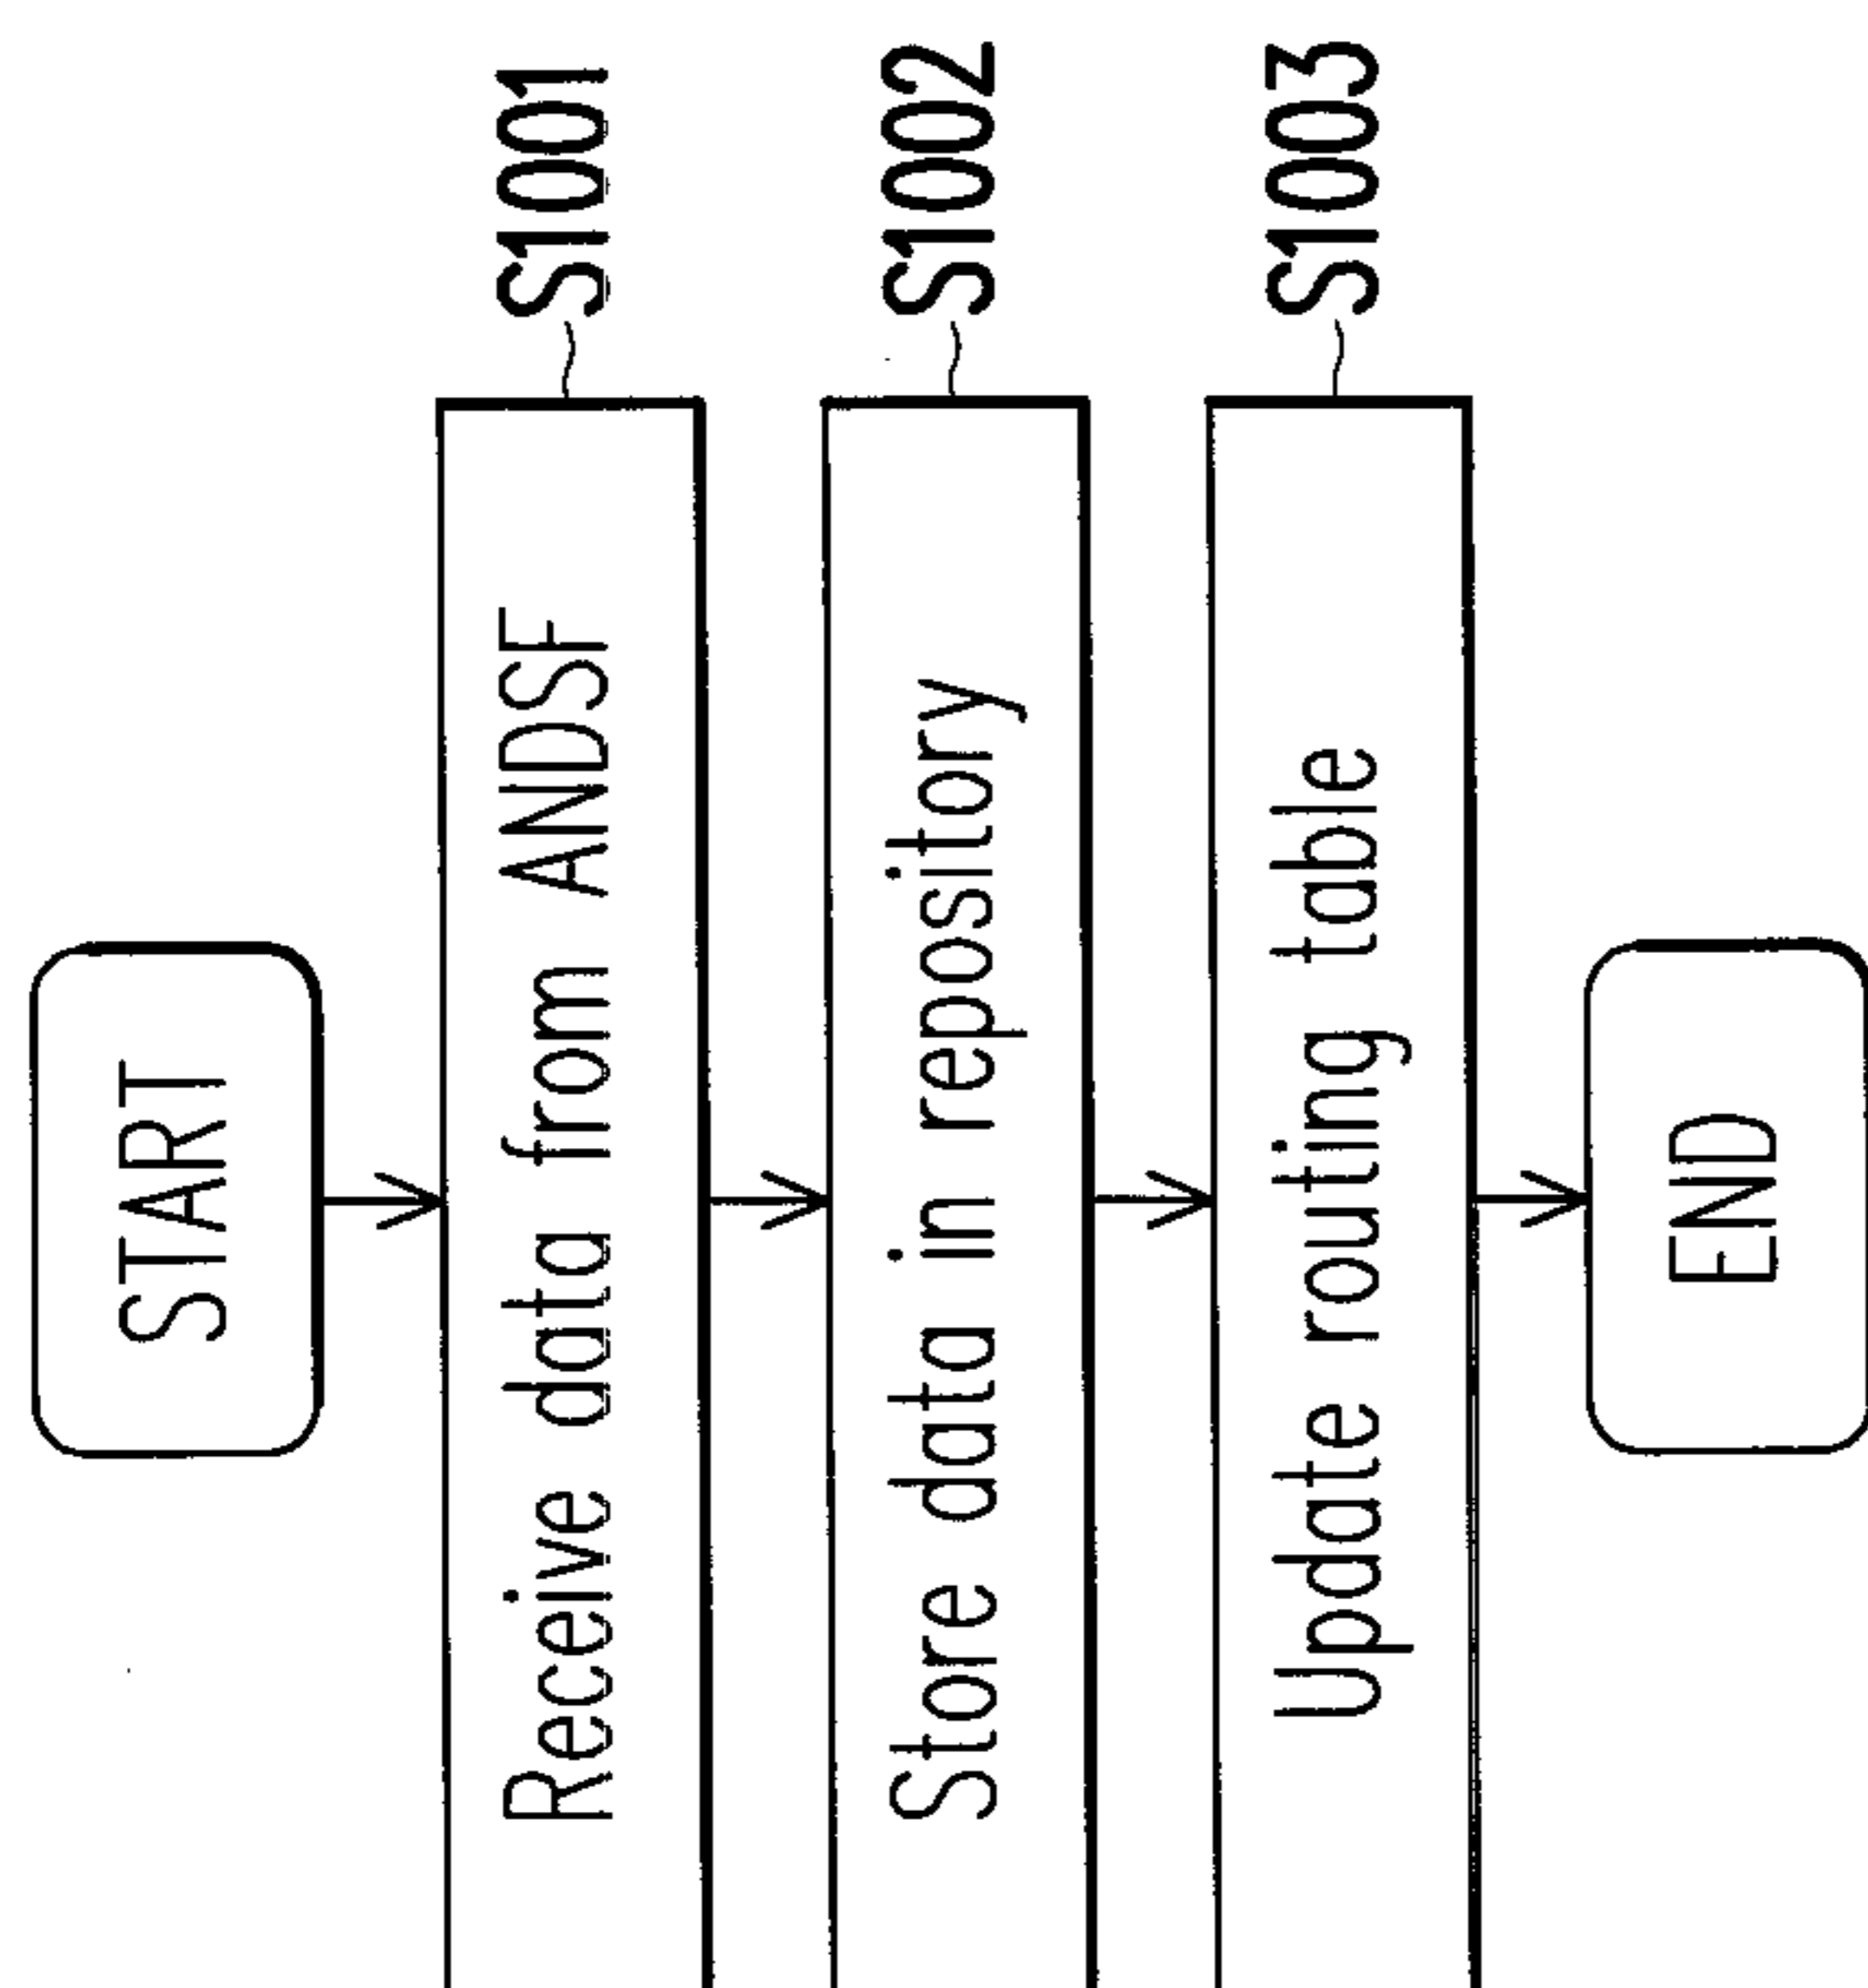 START
Receive data from ANDSF
S1001
Store data in repository
S1002
Update routing table
S1003
END